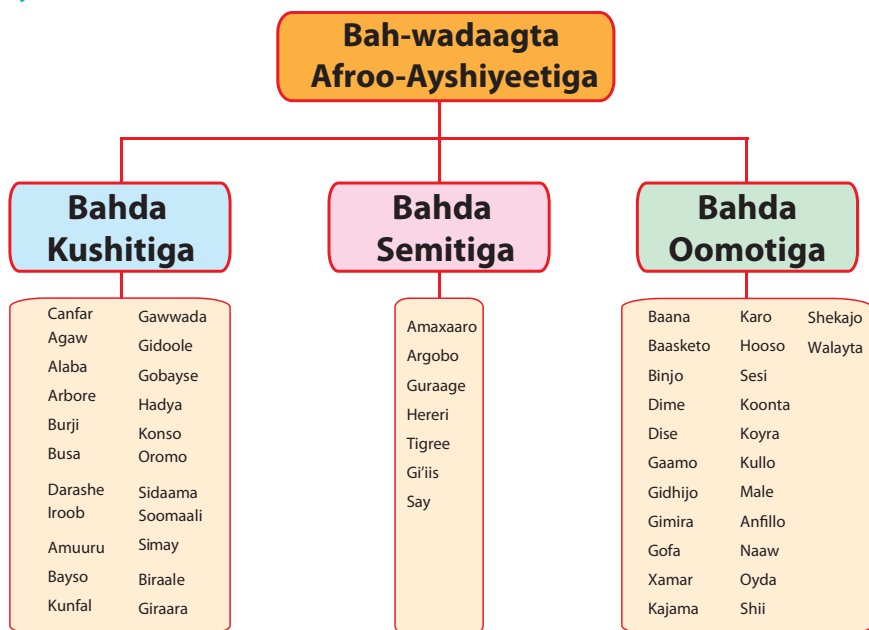 Bah-wadaagta
Afroo-Ayshiyeetiga
Bahda
Kushitiga
Canfar
Agaw
Alaba
Arbore
Burji
Busa
Darashe
Iroob
Amuuru
Bayso
Kunfal
Gawwada
Gidoole
Gobayse
Hadya
Konso
Oromo
Sidaama
Soomaali
Simay
Biraale
Giraara
Bahda
Semitiga
Amaxaaro
Argobo
Guraage
Hereri
Tigree
Gi’iis
Say
Bahda
Oomotiga
Baana
Baasketo
Binjo
Dime
Dise
Gaamo
Gidhijo
Gimira
Gofa
Xamar
Kajama
Karo
Hooso
Sesi
Koonta
Koyra
Kullo
Male
Anfillo
Naaw
Oyda
Shii
Shekajo
Walayta